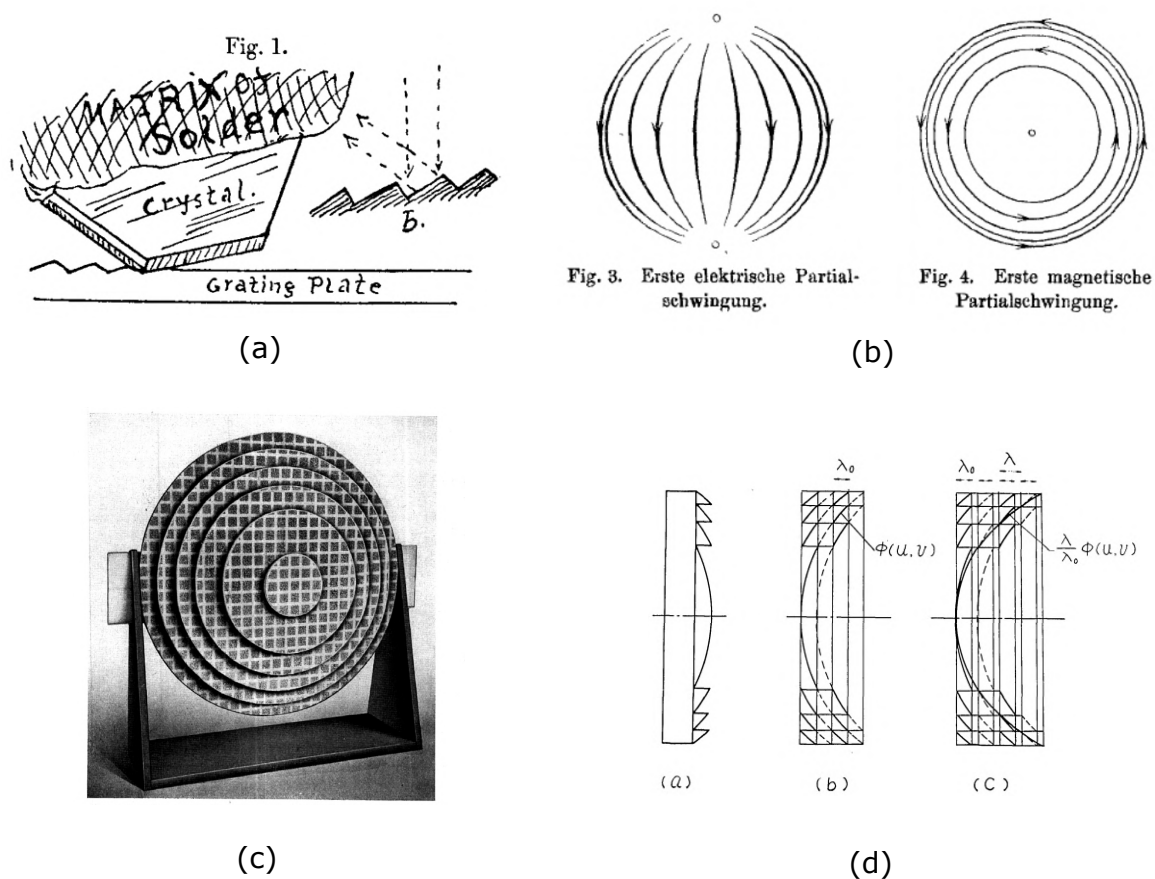 Fig. 1.
MATRIX of
Solder
Crystal.
b.
Grating Plate
(a)
Fig. 3. Erste elektrische Partial-
schwingung.
Fig. 4. Erste magnetische
Partialschwingung.
(b)
(c)
λ₀
Φ(u,v)
λ₀
λ
λ/λ₀ Φ(u,v)
(a)
(b)
(c)
(d)